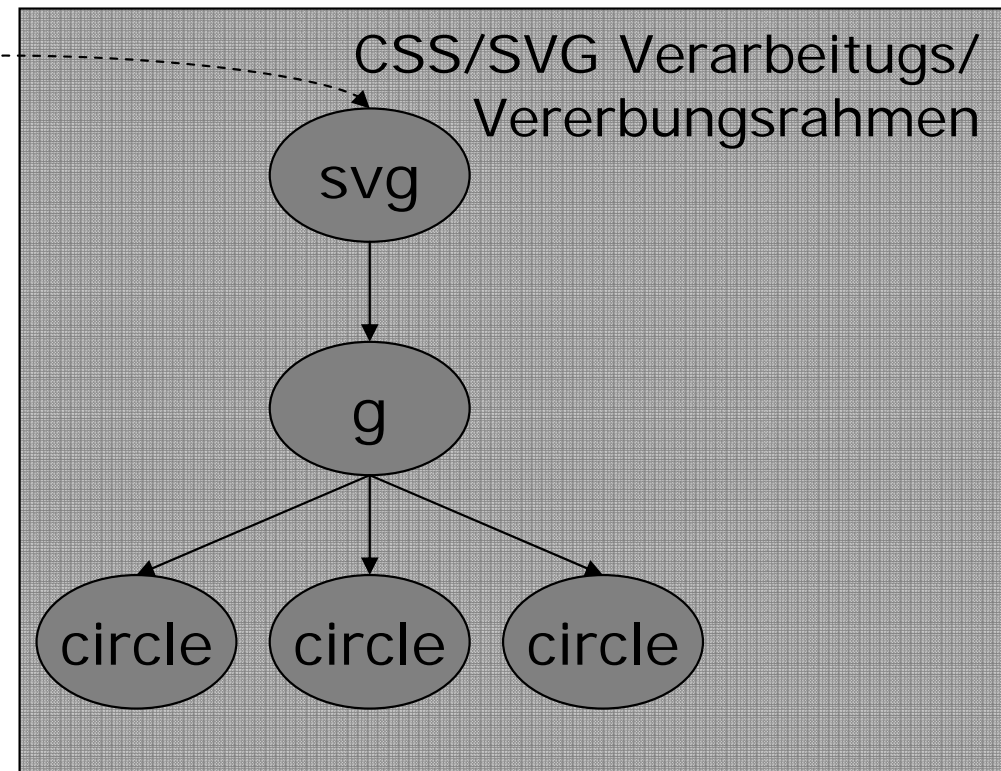 CSS/SVG Verarbeitugs/
Vererbungsrahmen
svg
g
circle circle circle